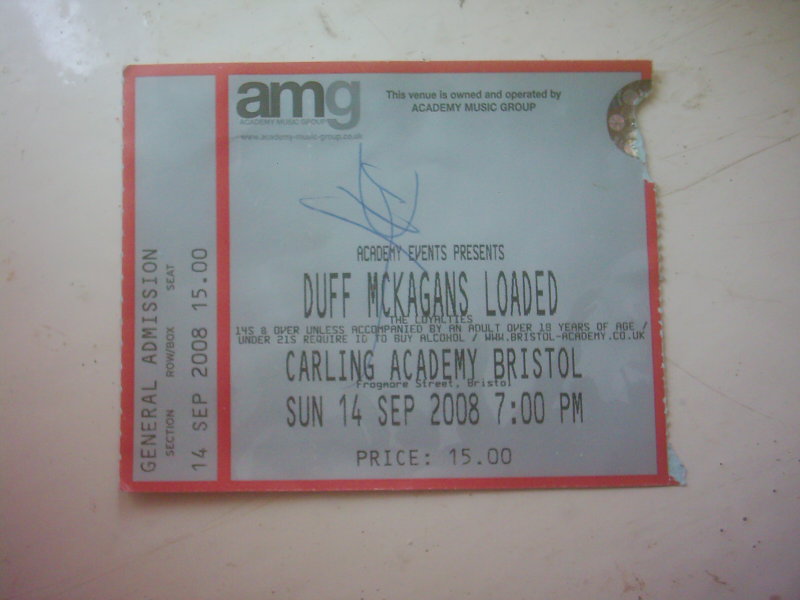 amg
ACADEMY MUSIC GROUP
www.academy-music-group.co.uk
This venue is owned and operated by
ACADEMY MUSIC GROUP
ACADEMY EVENTS PRESENTS
DUFF MCKAGANS LOADED
THE LOYALTIES
14S & OVER UNLESS ACCOMPANIED BY AN ADULT OVER 18 YEARS OF AGE /
UNDER 21S REQUIRE ID TO BUY ALCOHOL / WWW.BRISTOL-ACADEMY.CO.UK
CARLING ACADEMY BRISTOL
Frogmore Street, Bristol
SUN 14 SEP 2008 7:00 PM
PRICE: 15.00
GENERAL ADMISSION
SECTION ROW/BOX SEAT
14 SEP 2008 15.00